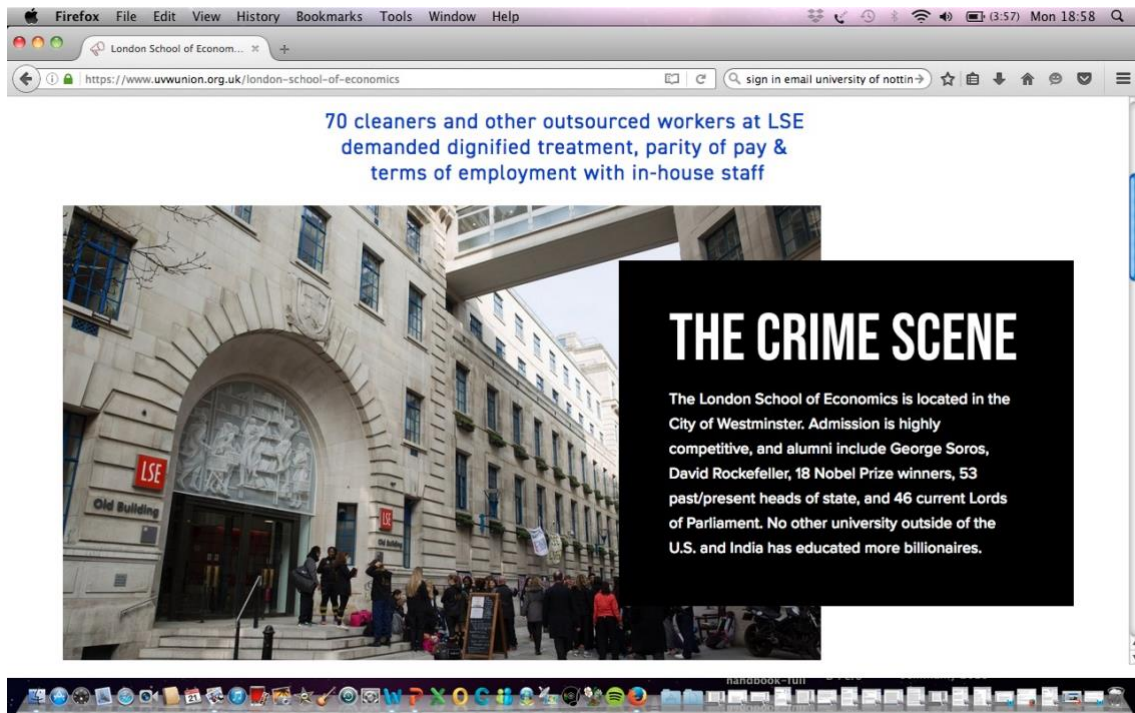 Firefox File Edit View History Bookmarks Tools Window Help
(3:57) Mon 18:58
London School of Econom...
https://www.uvwunion.org.uk/london-school-of-economics
sign in email university of nottin
70 cleaners and other outsourced workers at LSE
demanded dignified treatment, parity of pay &
terms of employment with in-house staff
LSE
Old Building
LSE
Old Building
THE CRIME SCENE
The London School of Economics is located in the
City of Westminster. Admission is highly
competitive, and alumni include George Soros,
David Rockefeller, 18 Nobel Prize winners, 53
past/present heads of state, and 46 current Lords
of Parliament. No other university outside of the
U.S. and India has educated more billionaires.
handbook-full